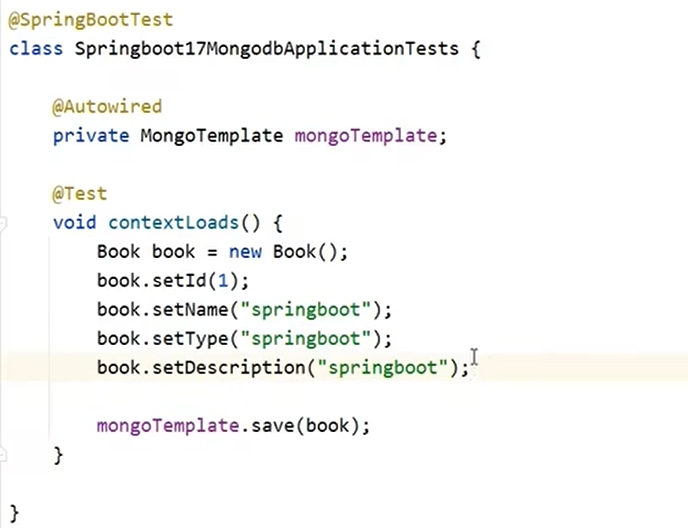 @SpringBootTest
class Springboot17MongodbApplicationTests {
@Autowired
private MongoTemplate mongoTemplate;
@Test
void contextLoads() {
Book book = new Book();
book.setId(1);
book.setName("springboot");
book.setType("springboot");
book.setDescription("springboot");
mongoTemplate.save(book);
}
}